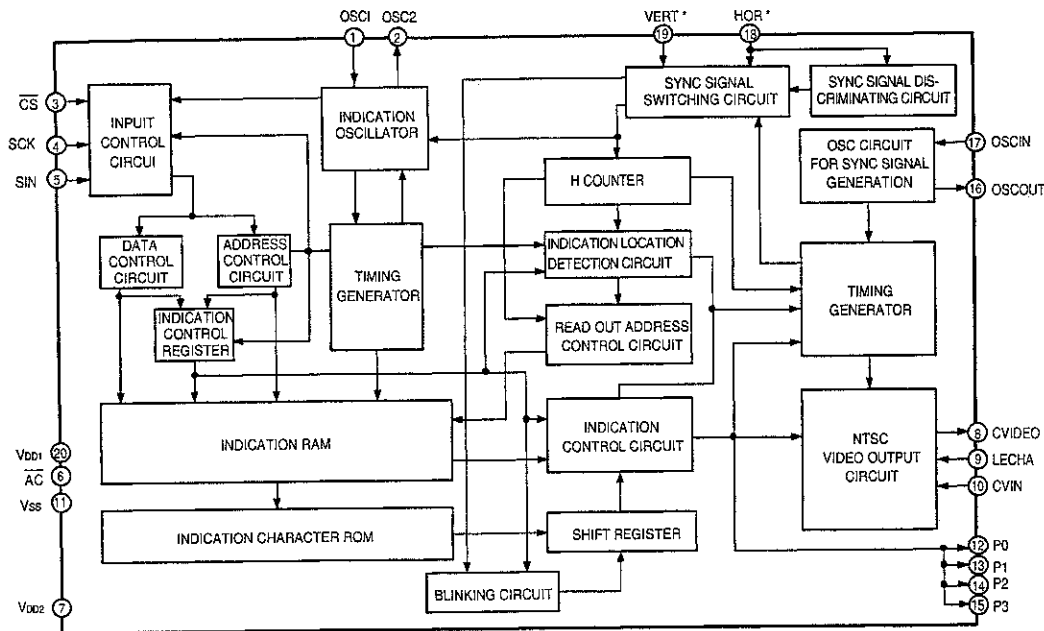 OSC1 OSC2 VERT * HOR *
1 2 19 18
CS 3
SCK 4
SIN 5
INPUT
CONTROL
CIRCUI
INDICATION
OSCILLATOR
SYNC SIGNAL
SWITCHING CIRCUIT
SYNC SIGNAL DIS-
CRIMINATING CIRCUIT
OSC CIRCUIT
FOR SYNC SIGNAL
GENERATION
17 OSCIN
16 OSCOUT
H COUNTER
DATA
CONTROL
CIRCUIT
ADDRESS
CONTROL
CIRCUIT
TIMING
GENERATOR
INDICATION LOCATION
DETECTION CIRCUIT
TIMING
GENERATOR
INDICATION
CONTROL
REGISTER
READ OUT ADDRESS
CONTROL CIRCUIT
INDICATION RAM
INDICATION
CONTROL CIRCUIT
NTSC
VIDEO OUTPUT
CIRCUIT
8 CVIDEO
9 LECHA
10 CVIN
VDD1 20
AC 6
VSS 11
INDICATION CHARACTER ROM
SHIFT REGISTER
BLINKING CIRCUIT
12 P0
13 P1
14 P2
15 P3
VDD2 7